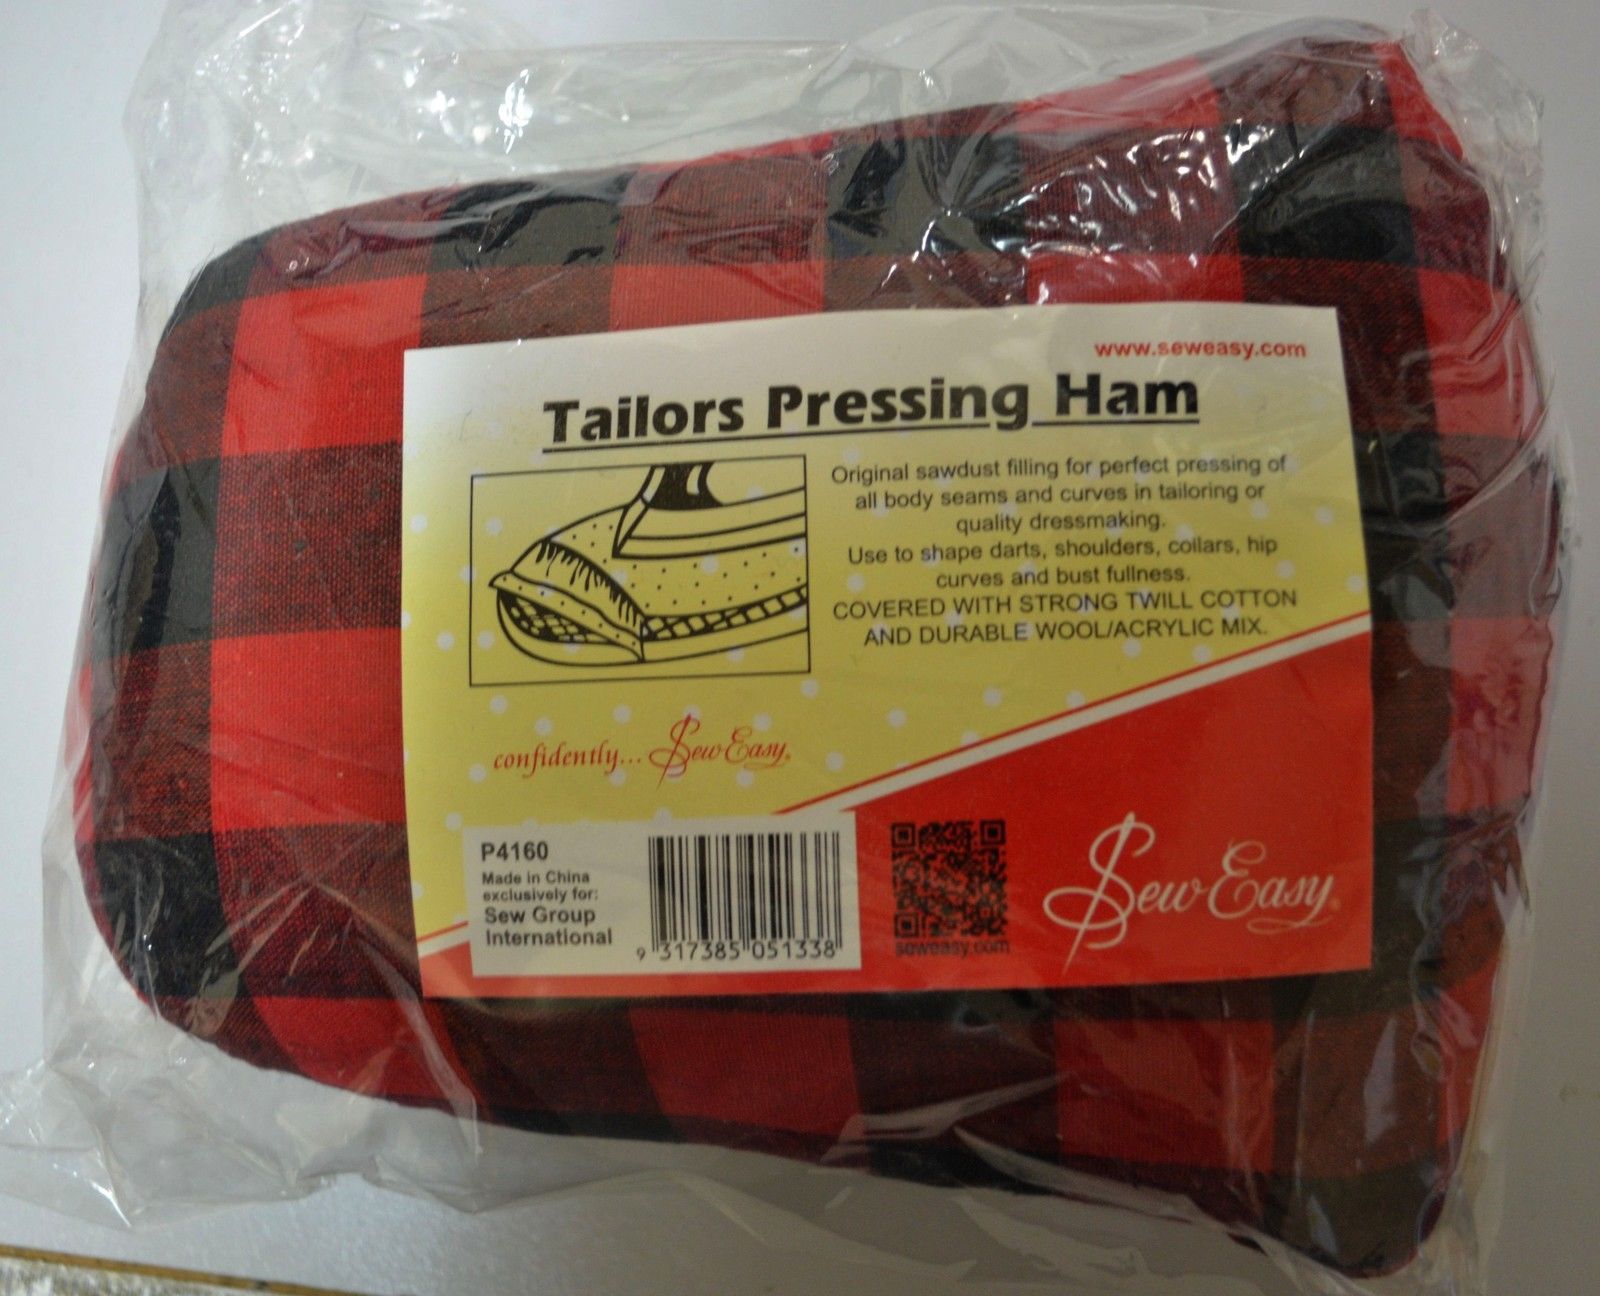 www.seweasy.com
Tailors Pressing Ham
Original sawdust filling for perfect pressing of
all body seams and curves in tailoring or
quality dressmaking.
Use to shape darts, shoulders, collars, hip
curves and bust fullness.
COVERED WITH STRONG TWILL COTTON
AND DURABLE WOOL/ACRYLIC MIX.
confidently... Sew Easy®
P4160
Made in China
exclusively for:
Sew Group
International
9 317385 051338
seweasy.com
Sew Easy®